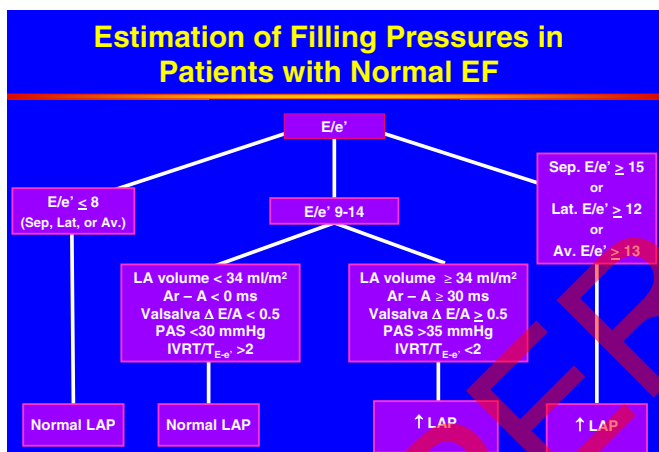 Estimation of Filling Pressures in
Patients with Normal EF
E/e'
E/e' ≤ 8
(Sep, Lat, or Av.)
E/e' 9-14
Sep. E/e' ≥ 15
or
Lat. E/e' ≥ 12
or
Av. E/e' ≥ 13
LA volume < 34 ml/m²
Ar – A < 0 ms
Valsalva Δ E/A < 0.5
PAS <30 mmHg
IVRT/T_E-e' >2
LA volume ≥ 34 ml/m²
Ar – A ≥ 30 ms
Valsalva Δ E/A ≥ 0.5
PAS >35 mmHg
IVRT/T_E-e' <2
Normal LAP
Normal LAP
↑ LAP
↑ LAP